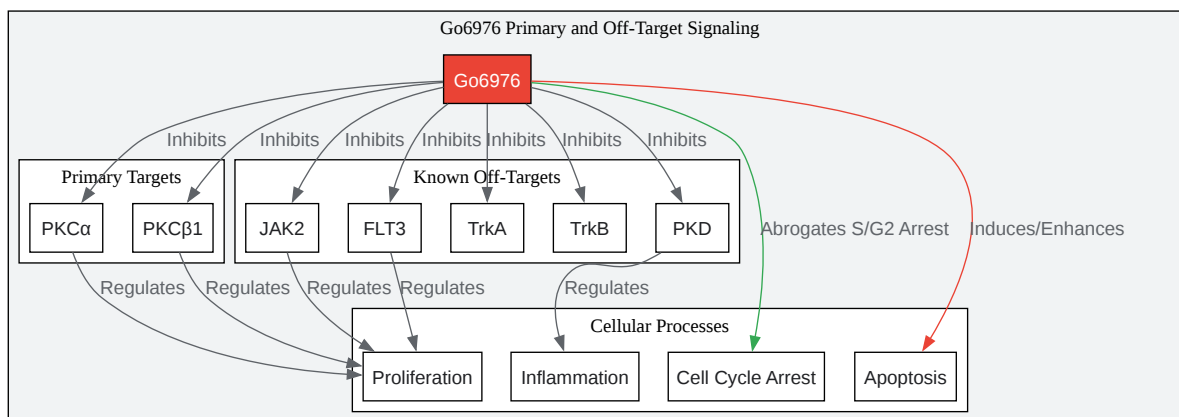 Go6976 Primary and Off-Target Signaling
Go6976
Inhibits Inhibits Inhibits Inhibits Inhibits Inhibits Inhibits
Primary Targets
Known Off-Targets
PKCα PKCβ1 JAK2 FLT3 TrkA TrkB PKD
Abrogates S/G2 Arrest Induces/Enhances
Regulates Regulates Regulates Regulates Regulates
Cellular Processes
Proliferation Inflammation Cell Cycle Arrest Apoptosis